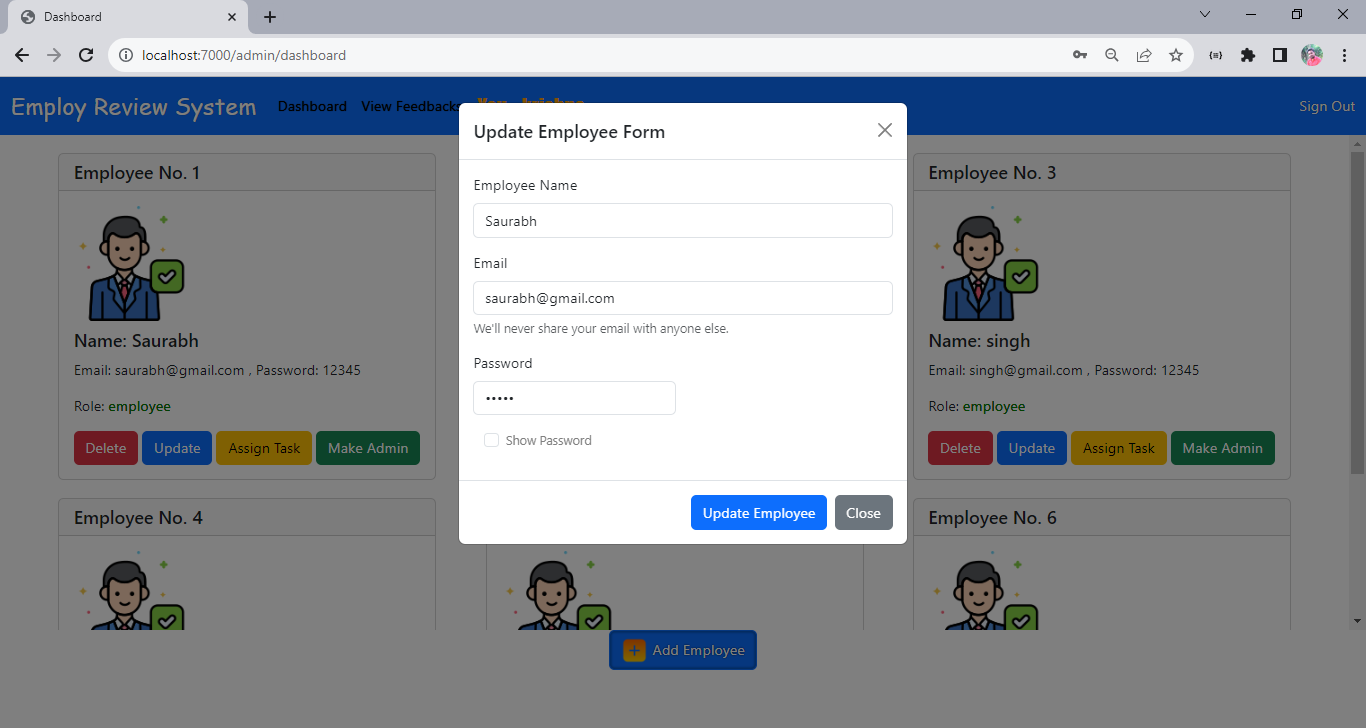 Dashboard
localhost:7000/admin/dashboard
Employ Review System
Dashboard
View Feedbacks
Sign Out
Update Employee Form
Employee Name
Saurabh
Email
saurabh@gmail.com
We'll never share your email with anyone else.
Password
•••••
Show Password
Update Employee
Close
Employee No. 1
Name: Saurabh
Email: saurabh@gmail.com , Password: 12345
Role: employee
Delete
Update
Assign Task
Make Admin
Employee No. 3
Name: singh
Email: singh@gmail.com , Password: 12345
Role: employee
Delete
Update
Assign Task
Make Admin
Employee No. 4
Employee No. 6
Add Employee